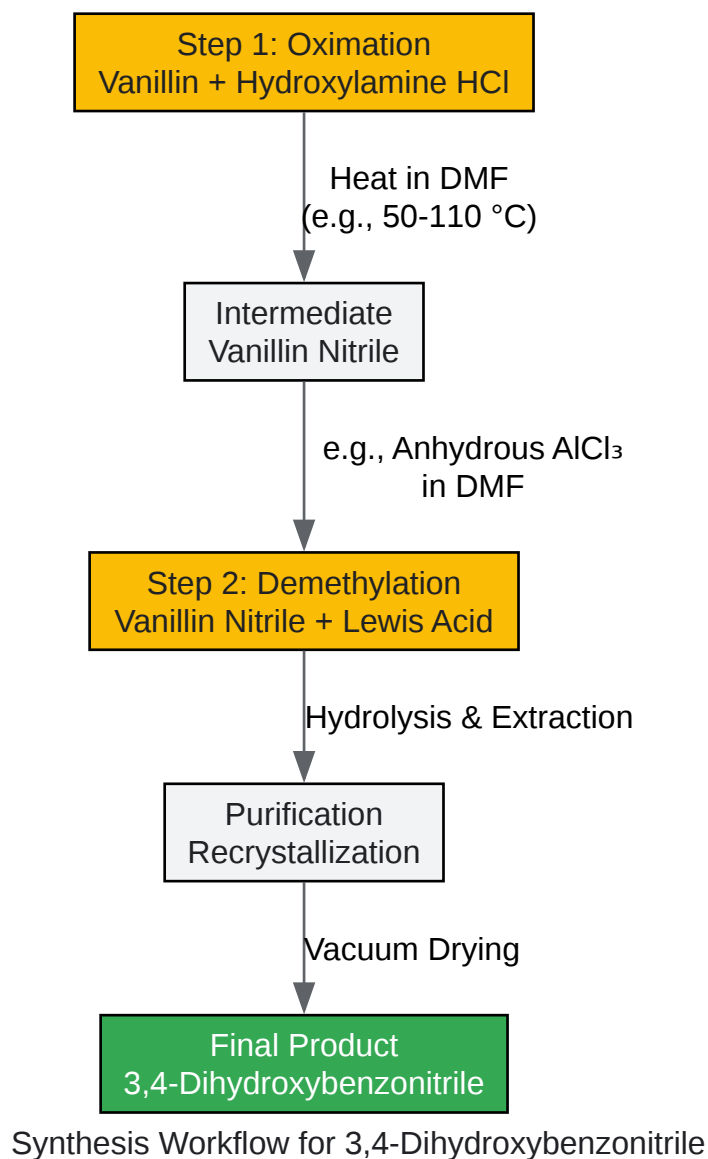 Step 1: Oximation
Vanillin + Hydroxylamine HCl
Heat in DMF
(e.g., 50-110 °C)
Intermediate
Vanillin Nitrile
e.g., Anhydrous AlCl₃
in DMF
Step 2: Demethylation
Vanillin Nitrile + Lewis Acid
Hydrolysis & Extraction
Purification
Recrystallization
Vacuum Drying
Final Product
3,4-Dihydroxybenzonitrile
Synthesis Workflow for 3,4-Dihydroxybenzonitrile